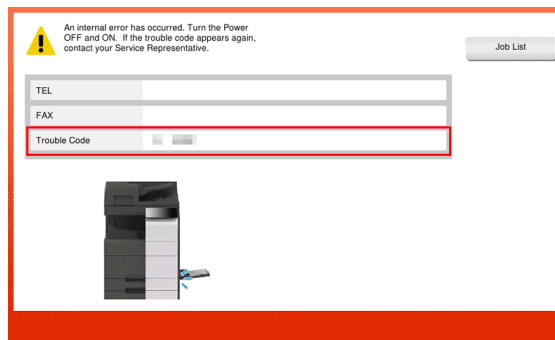 An internal error has occurred. Turn the Power
OFF and ON.  If the trouble code appears again,
contact your Service Representative.
Job List
TEL
FAX
Trouble Code